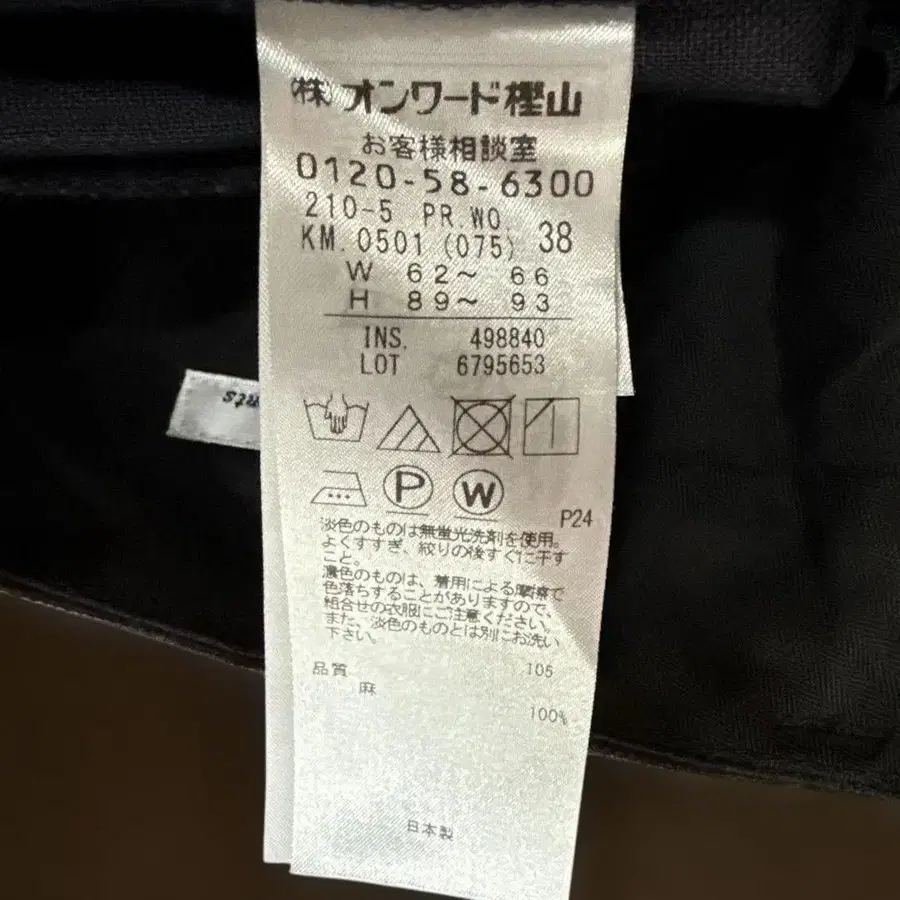 (株)オンワード樫山
お客様相談室
0120-58-6300
210-5 PR.WO.
KM.0501 (075) 38
W 62～ 66
H 89～ 93
INS. 498840
LOT 6795653
P
W
P24
淡色のものは無蛍光洗剤を使用。
よくすすぎ、絞りの後すぐに干す
こと。
濃色のものは、着用による摩擦で
色落ちすることがありますので、
組合せの衣服にご注意ください。
また、淡色のものとは別にお洗い
下さい。
品質 105
麻
100%
日本製